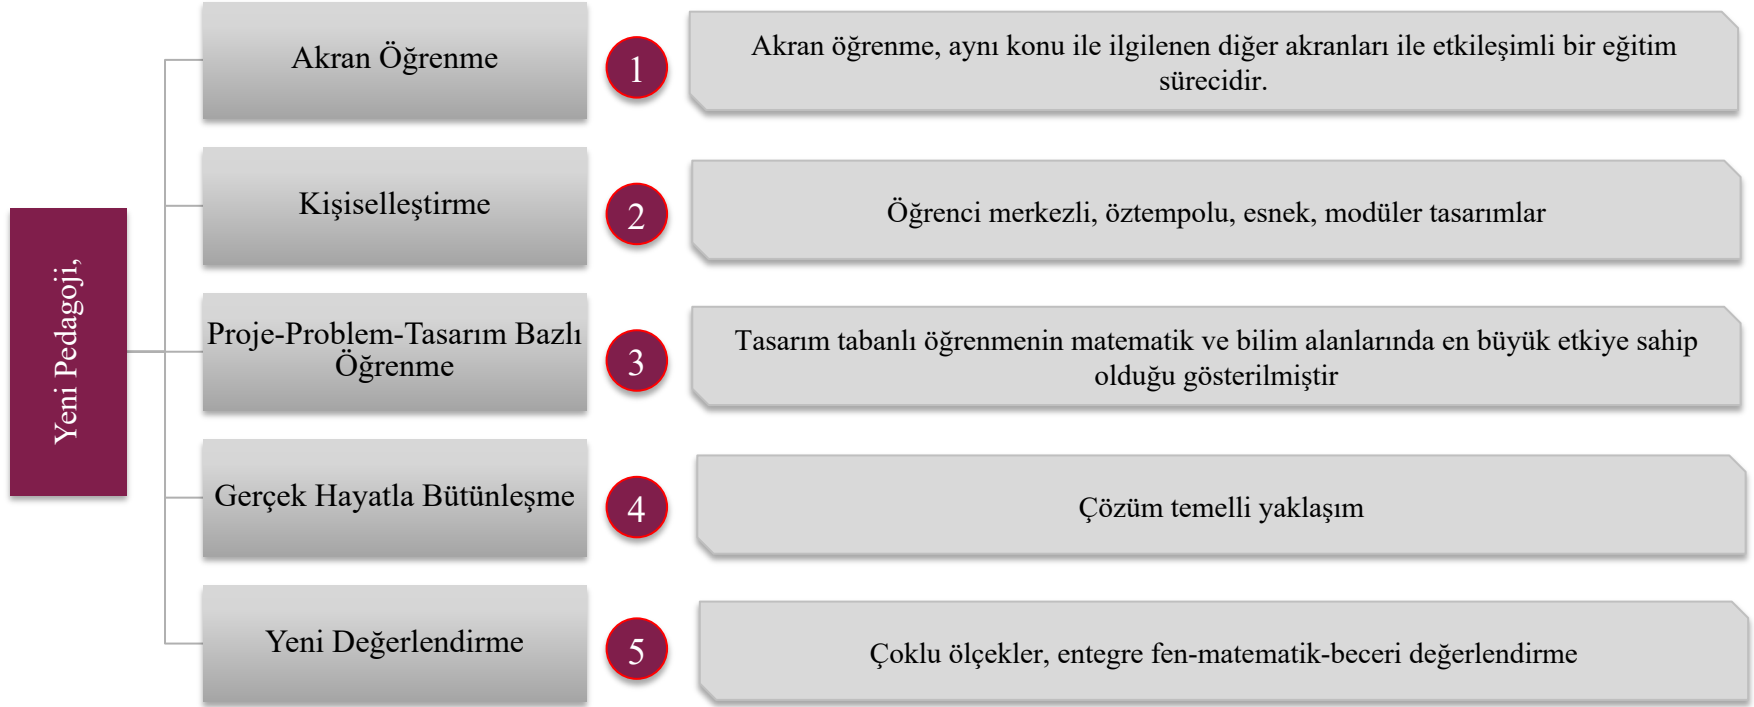 Yeni Pedagoji,
Akran Öğrenme
1
Akran öğrenme, aynı konu ile ilgilenen diğer akranları ile etkileşimli bir eğitim
sürecidir.
Kişiselleştirme
2
Öğrenci merkezli, öztempolu, esnek, modüler tasarımlar
Proje-Problem-Tasarım Bazlı
Öğrenme
3
Tasarım tabanlı öğrenmenin matematik ve bilim alanlarında en büyük etkiye sahip
olduğu gösterilmiştir
Gerçek Hayatla Bütünleşme
4
Çözüm temelli yaklaşım
Yeni Değerlendirme
5
Çoklu ölçekler, entegre fen-matematik-beceri değerlendirme